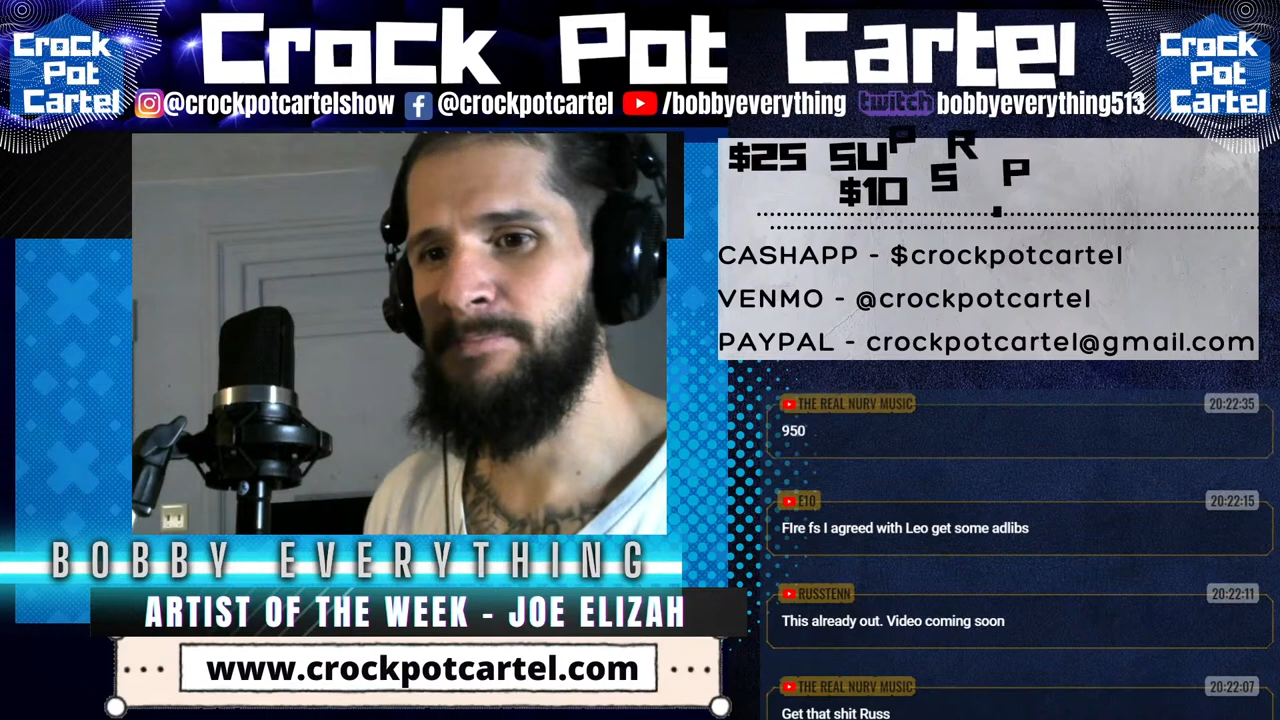 Crock Pot Cartel
Crock
Pot
Cartel
@crockpotcartelshow @crockpotcartel /bobbyeverything twitch bobbyeverything513
Crock
Pot
Cartel
$25 SUP R
$10 S P .
CASHAPP - $crockpotcartel
VENMO - @crockpotcartel
PAYPAL - crockpotcartel@gmail.com
THE REAL NURV MUSIC 20:22:35
950
E10 20:22:15
FIre fs I agreed with Leo get some adlibs
RUSSTENN 20:22:11
This already out. Video coming soon
THE REAL NURV MUSIC 20:22:07
Get that shit Russ
BOBBY EVERYTHING
ARTIST OF THE WEEK - JOE ELIZAH
www.crockpotcartel.com